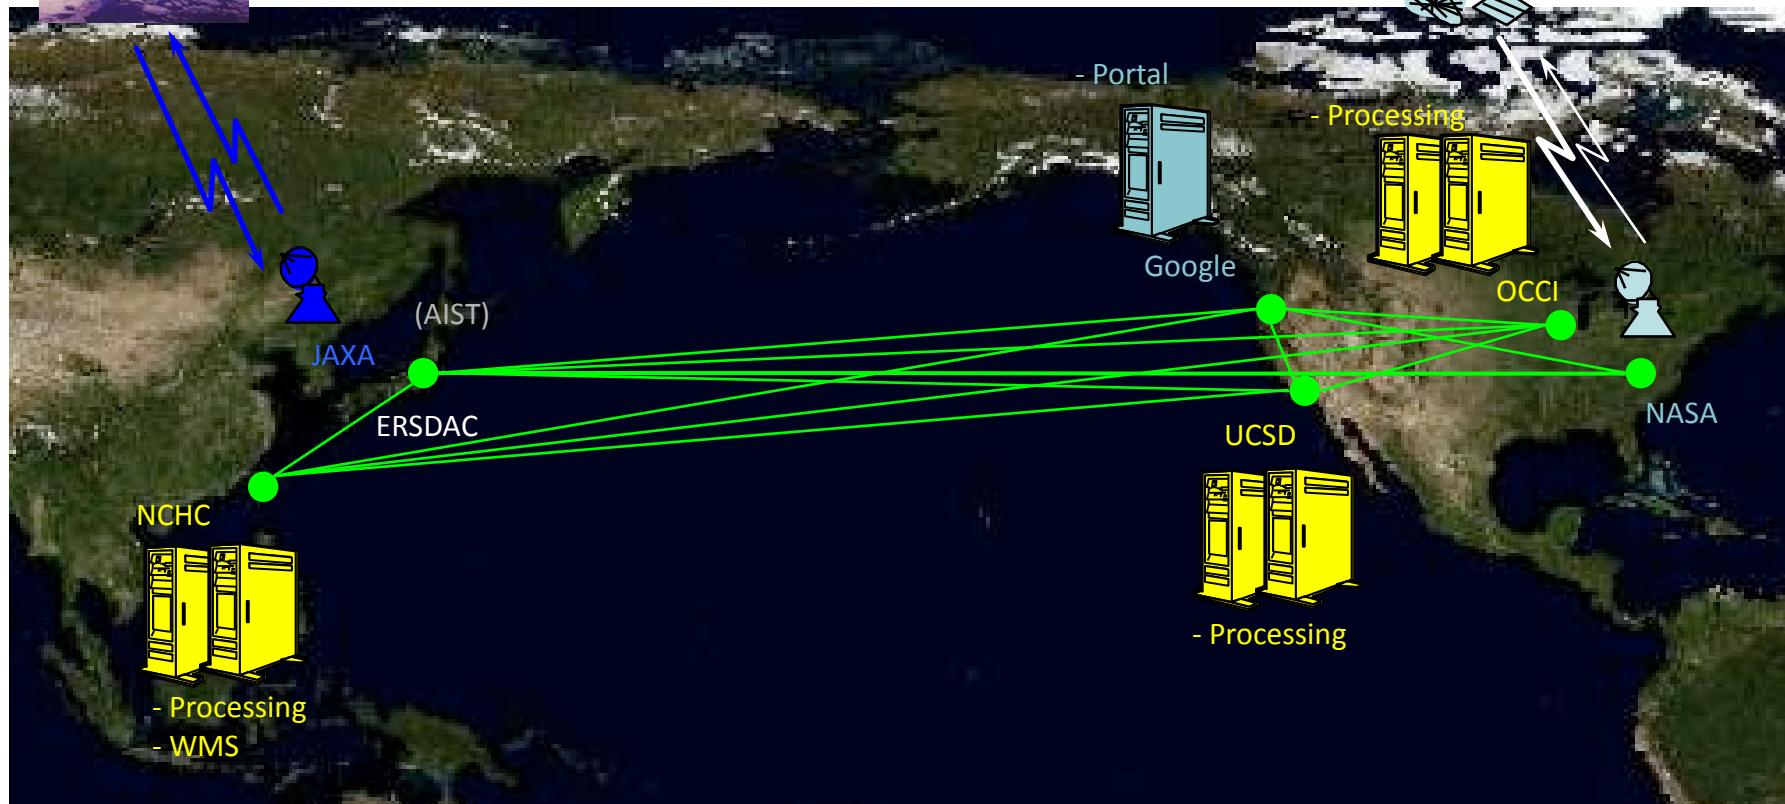 - Portal
- Processing
Google
OCCI
(AIST)
JAXA
ERSDAC
NASA
UCSD
NCHC
- Processing
- Processing
- WMS